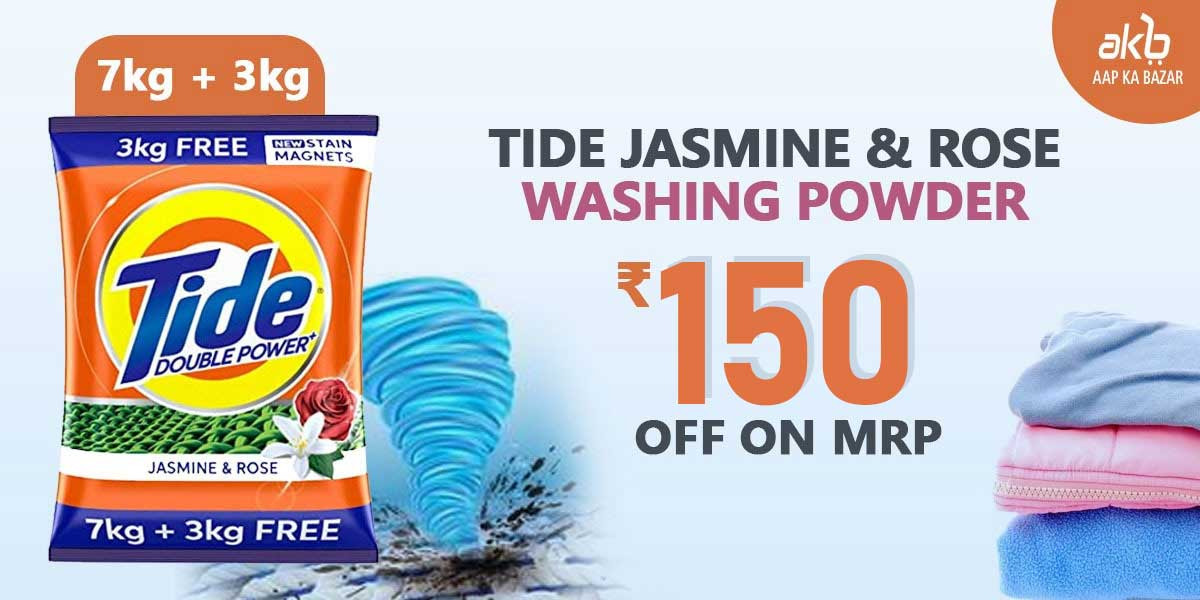 akb
AAP KA BAZAR
7kg + 3kg
3kg FREE
NEW STAIN
MAGNETS
Tide
DOUBLE POWER+
JASMINE & ROSE
7kg + 3kg FREE
TIDE JASMINE & ROSE
WASHING POWDER
₹150
OFF ON MRP